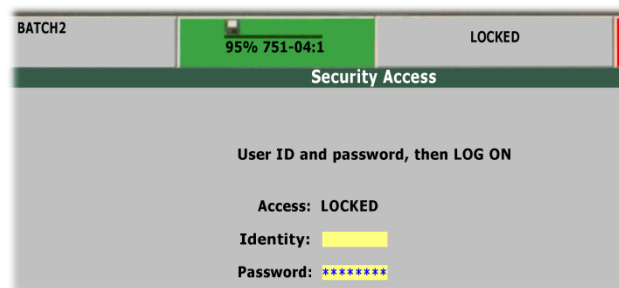 BATCH2
95% 751-04:1
LOCKED
Security Access
User ID and password, then LOG ON
Access: LOCKED
Identity:
Password: ********